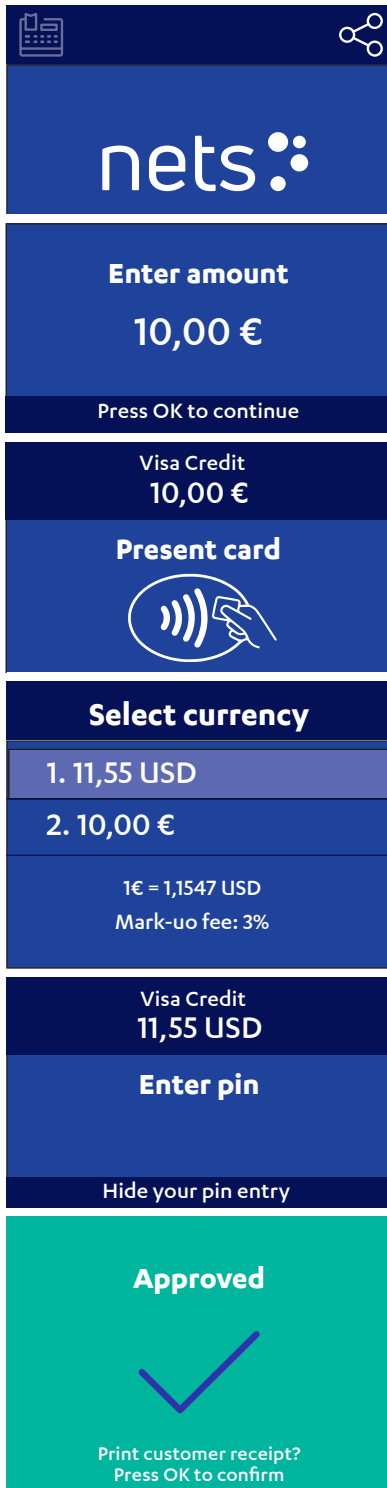 nets
Enter amount
10,00 €
Press OK to continue
Visa Credit
10,00 €
Present card
Select currency
1. 11,55 USD
2. 10,00 €
1€ = 1,1547 USD
Mark-uo fee: 3%
Visa Credit
11,55 USD
Enter pin
Hide your pin entry
Approved
Print customer receipt?
Press OK to confirm